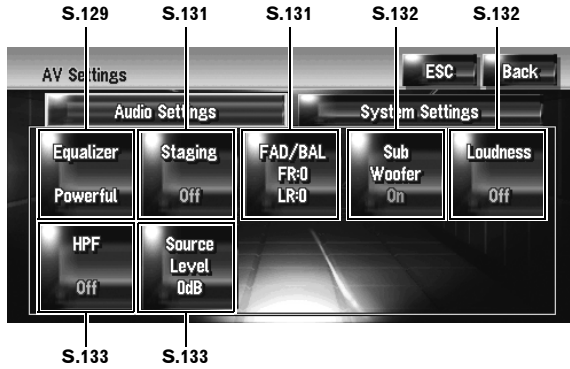 S.129 S.131 S.131 S.132 S.132
AV Settings ESC Back
Audio Settings System Settings
Equalizer Staging FAD/BAL Sub Loudness
FR:0 Woofer
Powerful Off LR:0 On Off
HPF Source
Level
Off 0dB
S.133 S.133